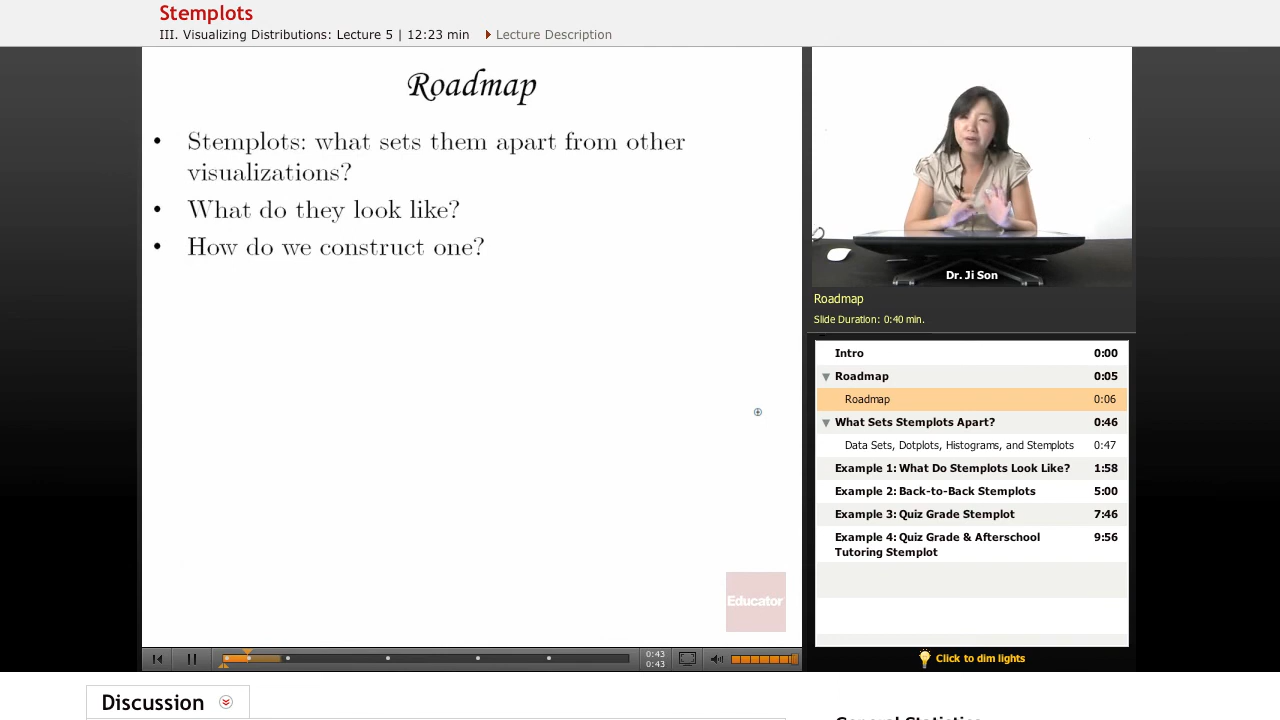 Stemplots
III. Visualizing Distributions: Lecture 5 | 12:23 min
Lecture Description
Roadmap
• Stemplots: what sets them apart from other
visualizations?
• What do they look like?
• How do we construct one?
Educator
Dr. Ji Son
Roadmap
Slide Duration: 0:40 min.
Intro 0:00
Roadmap 0:05
Roadmap 0:06
What Sets Stemplots Apart? 0:46
Data Sets, Dotplots, Histograms, and Stemplots 0:47
Example 1: What Do Stemplots Look Like? 1:58
Example 2: Back-to-Back Stemplots 5:00
Example 3: Quiz Grade Stemplot 7:46
Example 4: Quiz Grade & Afterschool 9:56
Tutoring Stemplot
0:43
0:43
Click to dim lights
Discussion
General Statistics